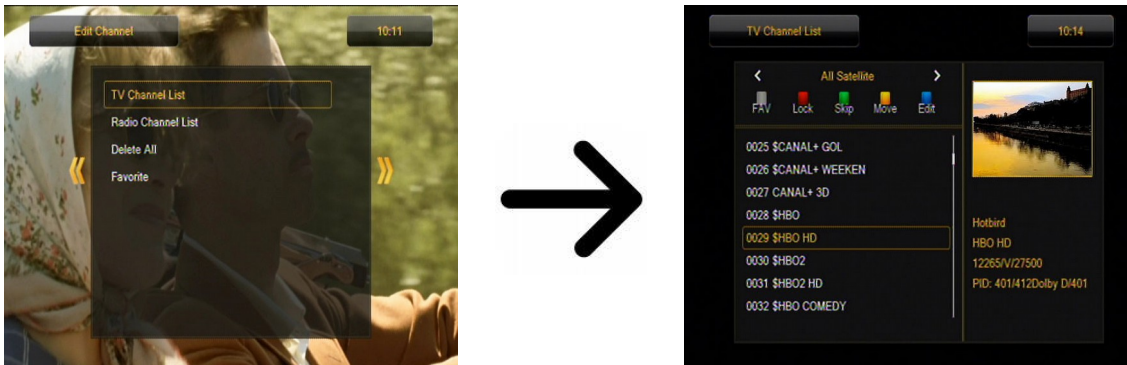 Edit Channel
10:11
TV Channel List
Radio Channel List
Delete All
Favorite
TV Channel List
10:14
All Satellite
FAV Lock Skip Move Edit
0025 $CANAL+ GOL
0026 $CANAL+ WEEKEN
0027 CANAL+ 3D
0028 $HBO
0029 $HBO HD
0030 $HBO2
0031 $HBO2 HD
0032 $HBO COMEDY
Hotbird
HBO HD
12265/V/27500
PID: 401/412Dolby D/401